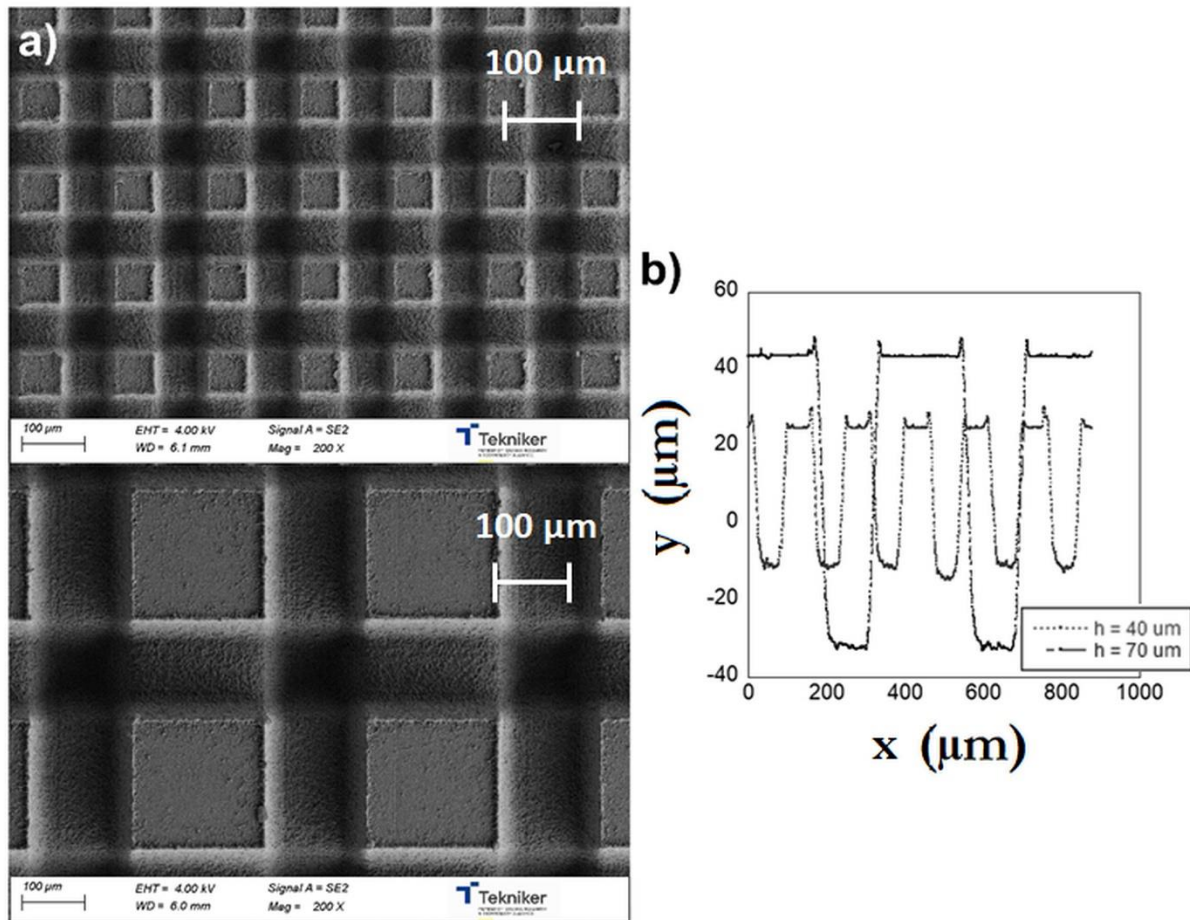 a)
100 μm
100 μm
EHT = 4.00 kV
Signal A = SE2
WD = 6.1 mm
Mag = 200 X
Tekniker
100 μm
100 μm
EHT = 4.00 kV
Signal A = SE2
WD = 6.0 mm
Mag = 200 X
Tekniker
b)
60
40
20
0
-20
-40
y (μm)
h = 40 um
h = 70 um
0 200 400 600 800 1000
x (μm)